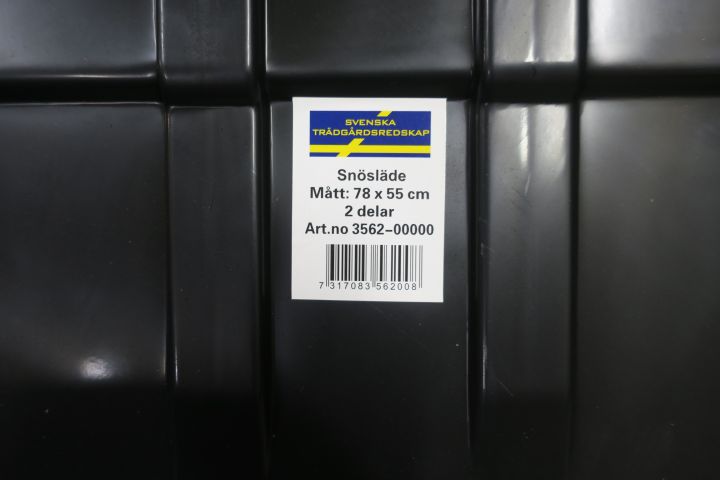 SVENSKA
TRÄDGÅRDSREDSKAP
Snösläde
Mått: 78 x 55 cm
2 delar
Art.no 3562-00000
7 317083 562008